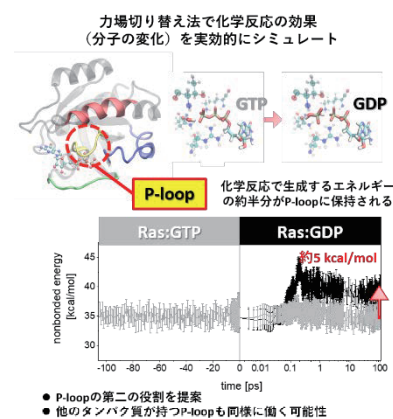 力場切り替え法で化学反応の効果
（分子の変化）を実効的にシミュレート
GTP
GDP
P-loop
化学反応で生成するエネルギー
の約半分がP-loopに保持される
Ras:GTP
Ras:GDP
約5 kcal/mol
nonbonded energy
[kcal/mol]
45
41
37
33
29
-100 -80 -60 -40 -20 0
0.01 0.1 1 10 100
time [ps]
● P-loopの第二の役割を提案
● 他のタンパク質が持つP-loopも同様に働く可能性